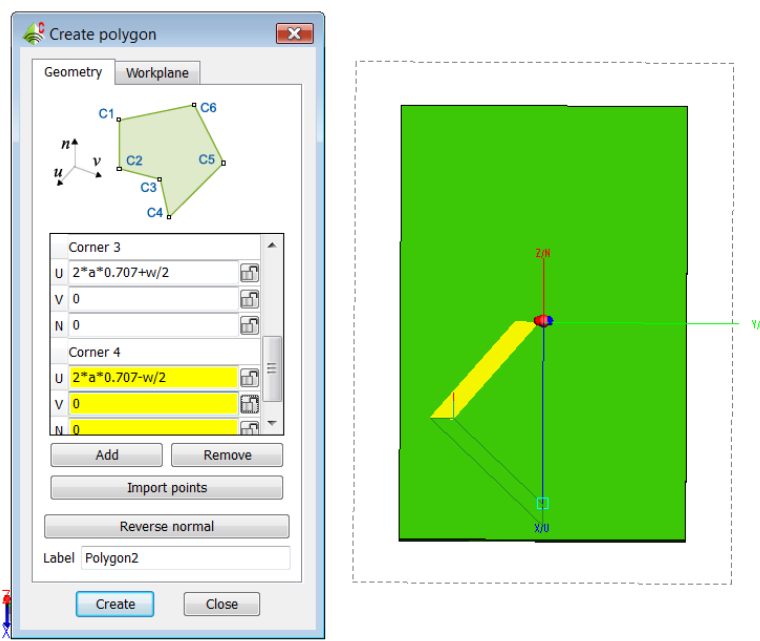 Create polygon
Geometry
Workplane
C1
C6
n
v
u
C2
C5
C3
C4
Corner 3
U 2*a*0.707+w/2
V 0
N 0
Corner 4
U 2*a*0.707-w/2
V 0
N 0
Add
Remove
Import points
Reverse normal
Label Polygon2
Create
Close
Z/N
Y/
X/U
Z
X